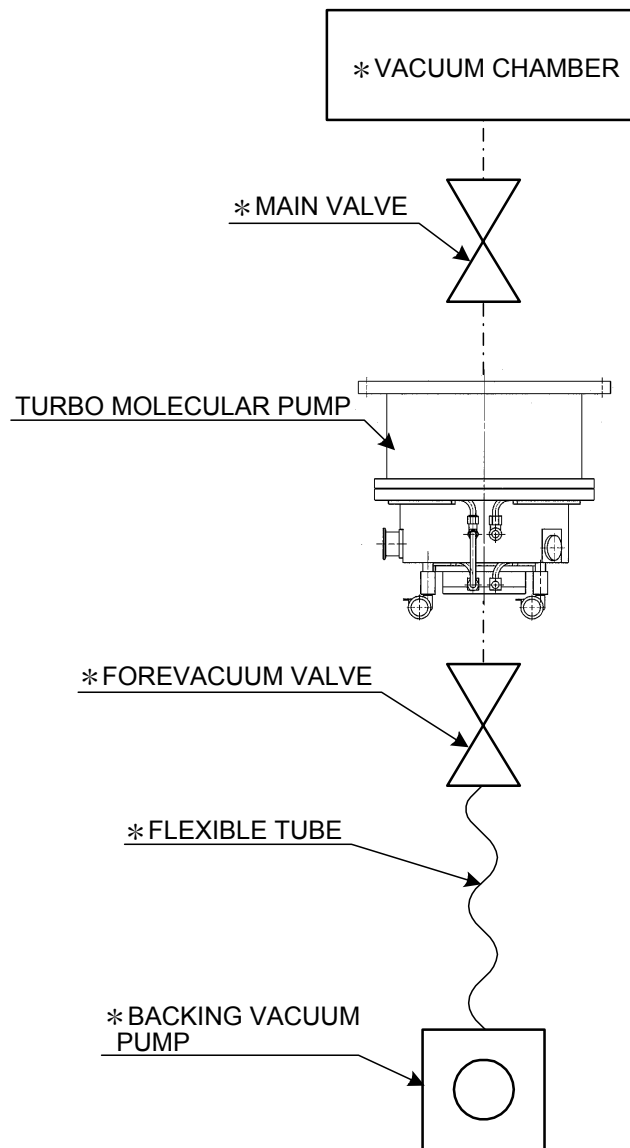 ＊VACUUM CHAMBER
＊MAIN VALVE
TURBO MOLECULAR PUMP
＊FOREVACUUM VALVE
＊FLEXIBLE TUBE
＊BACKING VACUUM
PUMP